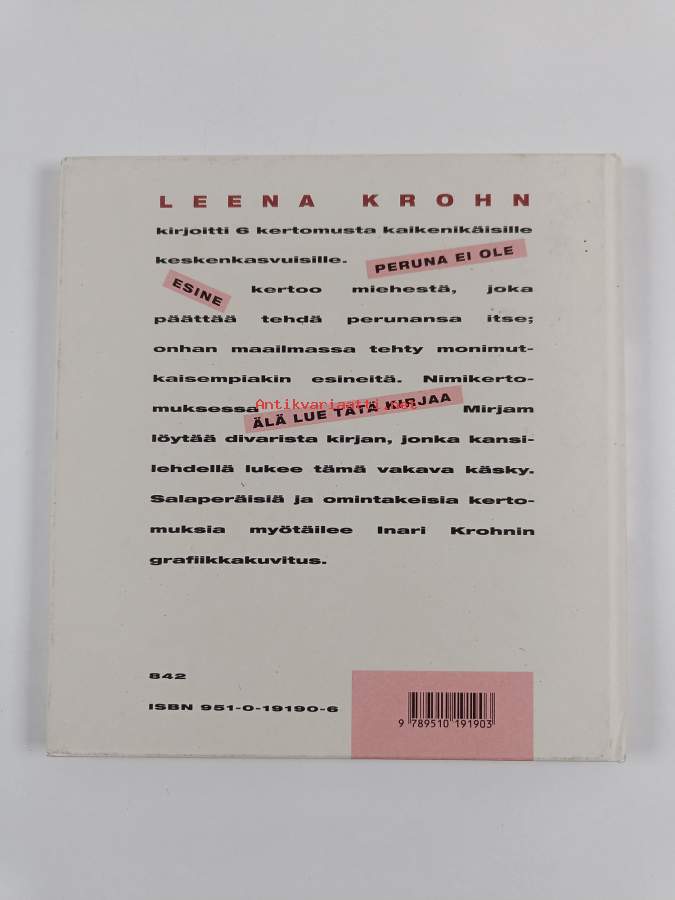 LEENA KROHN
kirjoitti 6 kertomusta kaikenikäisille
keskenkasvuisille. PERUNA EI OLE
ESINE kertoo miehestä, joka
päättää tehdä perunansa itse;
onhan maailmassa tehty monimut-
kaisempiakin esineitä. Nimikerto-
muksessa ÄLÄ LUE TÄTÄ KIRJAA Mirjam
Antikvariaatti.net
löytää divarista kirjan, jonka kansi-
lehdellä lukee tämä vakava käsky.
Salaperäisiä ja omintakeisia kerto-
muksia myötäilee Inari Krohnin
grafiikkakuvitus.
842
ISBN 951-0-19190-6
9 789510 191903